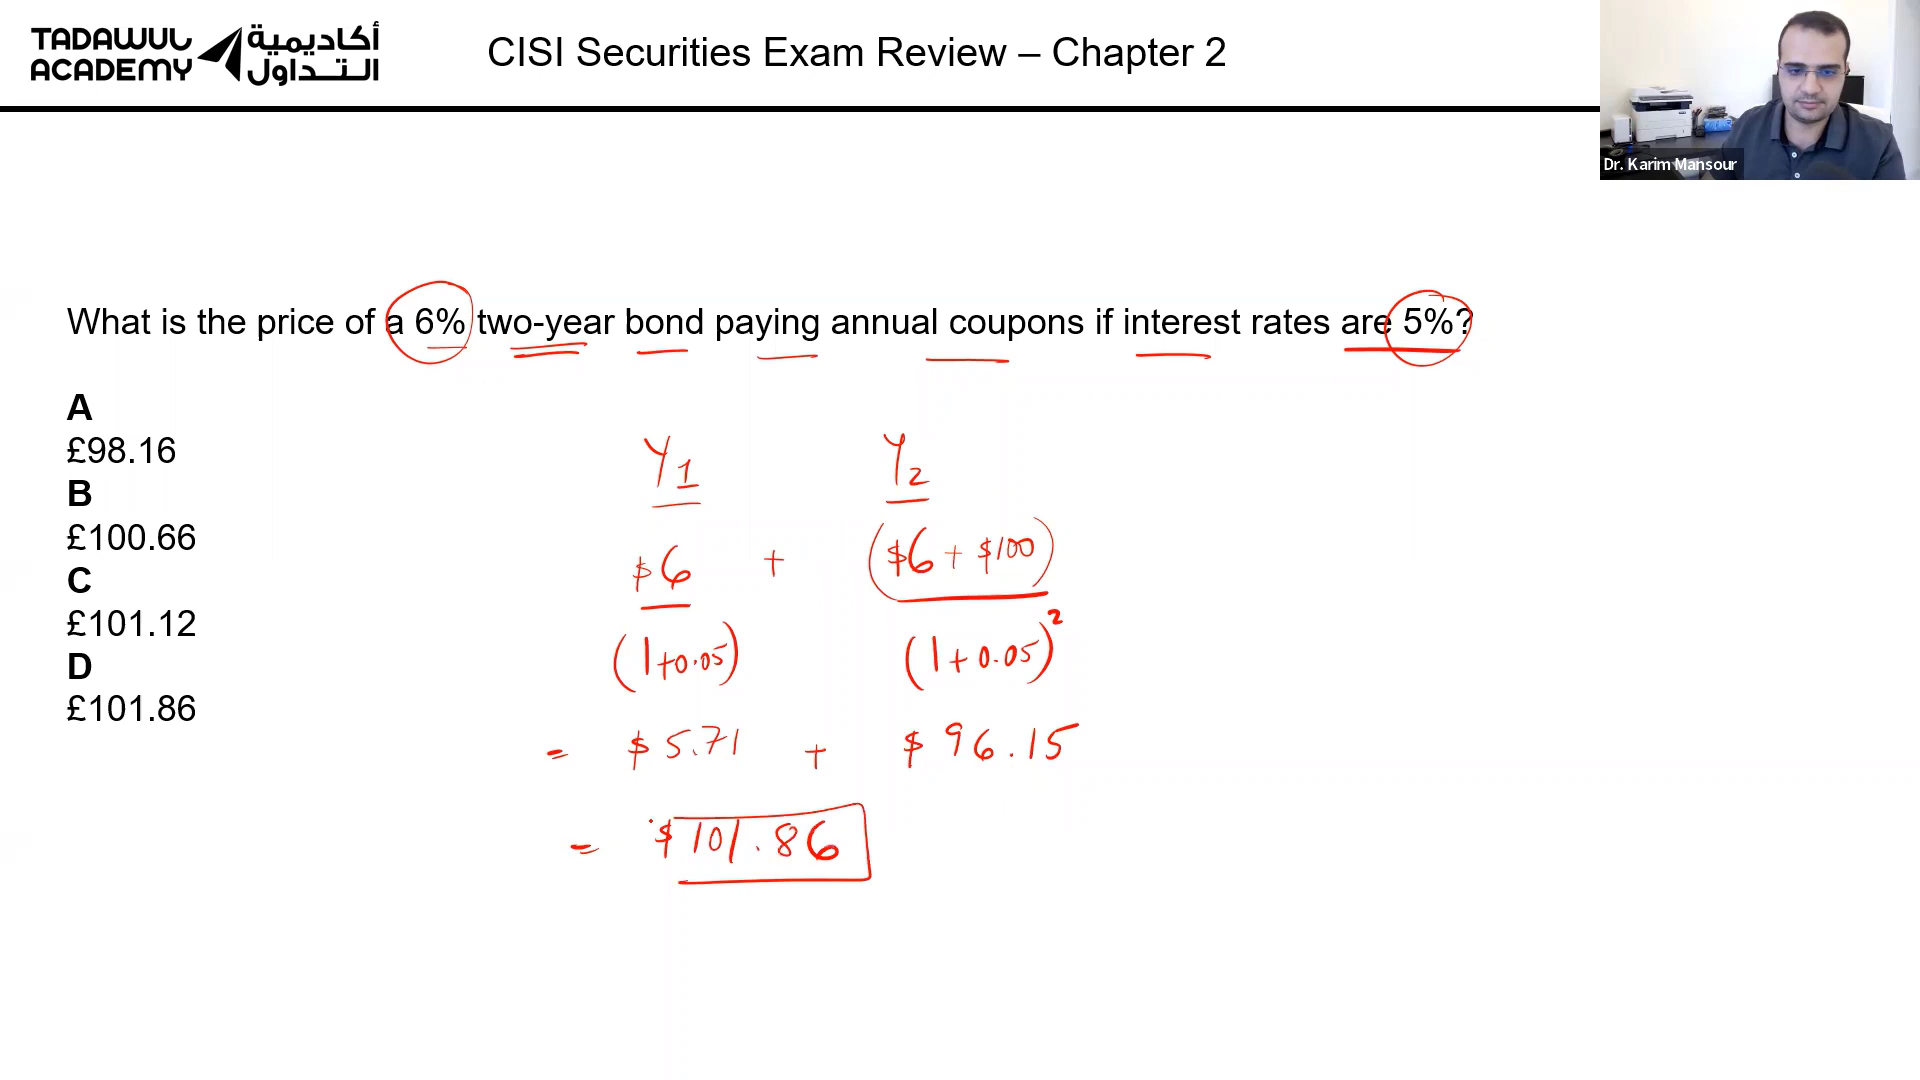 TADAWUL
ACADEMY
أكاديمية
التداول
CISI Securities Exam Review – Chapter 2
Dr. Karim Mansour
What is the price of a 6% two-year bond paying annual coupons if interest rates are 5%?
A
£98.16
B
£100.66
C
£101.12
D
£101.86
Y1 Y2
$6 + ($6 + $100)
(1+0.05) (1+0.05)²
= $5.71 + $96.15
= $101.86